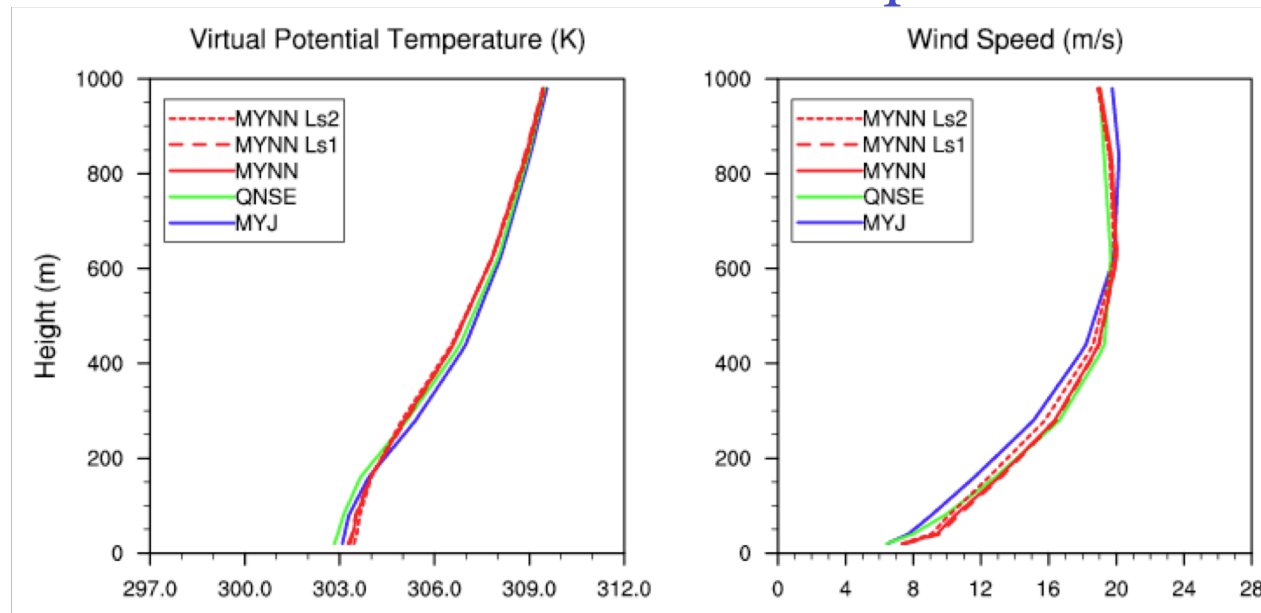 Virtual Potential Temperature (K)
Wind Speed (m/s)
1000
800
600
400
200
0
Height (m)
MYNN Ls2
MYNN Ls1
MYNN
QNSE
MYJ
297.0 300.0 303.0 306.0 309.0 312.0
1000
800
600
400
200
0
MYNN Ls2
MYNN Ls1
MYNN
QNSE
MYJ
0 4 8 12 16 20 24 28